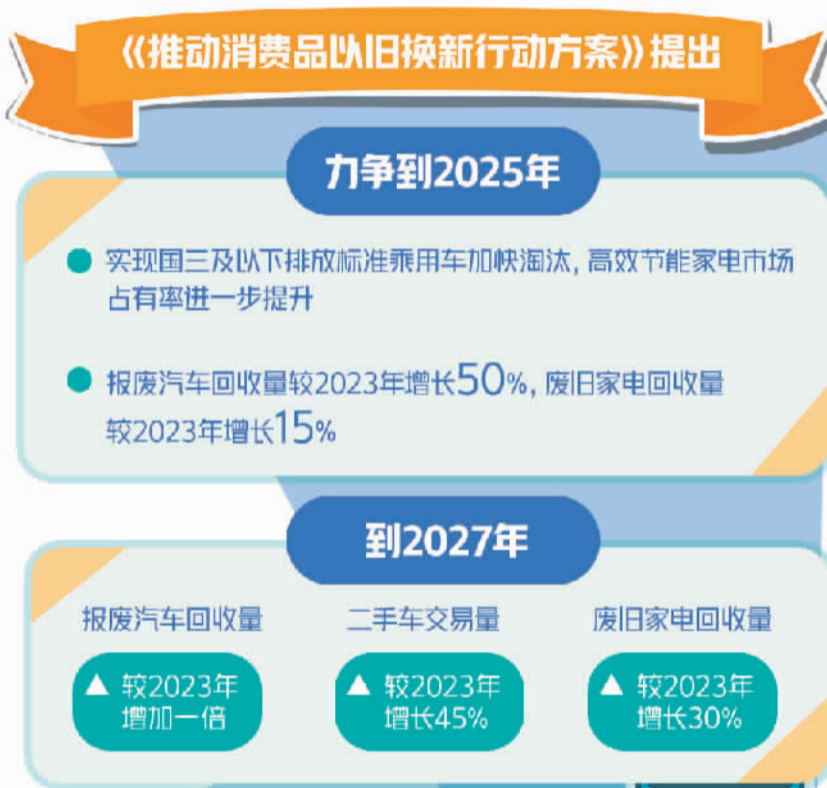 《推动消费品以旧换新行动方案》提出
力争到2025年
实现国三及以下排放标准乘用车加快淘汰，高效节能家电市场
占有率进一步提升
报废汽车回收量较2023年增长50%，废旧家电回收量
较2023年增长15%
到2027年
报废汽车回收量
较2023年
增加一倍
二手车交易量
较2023年
增长45%
废旧家电回收量
较2023年
增长30%